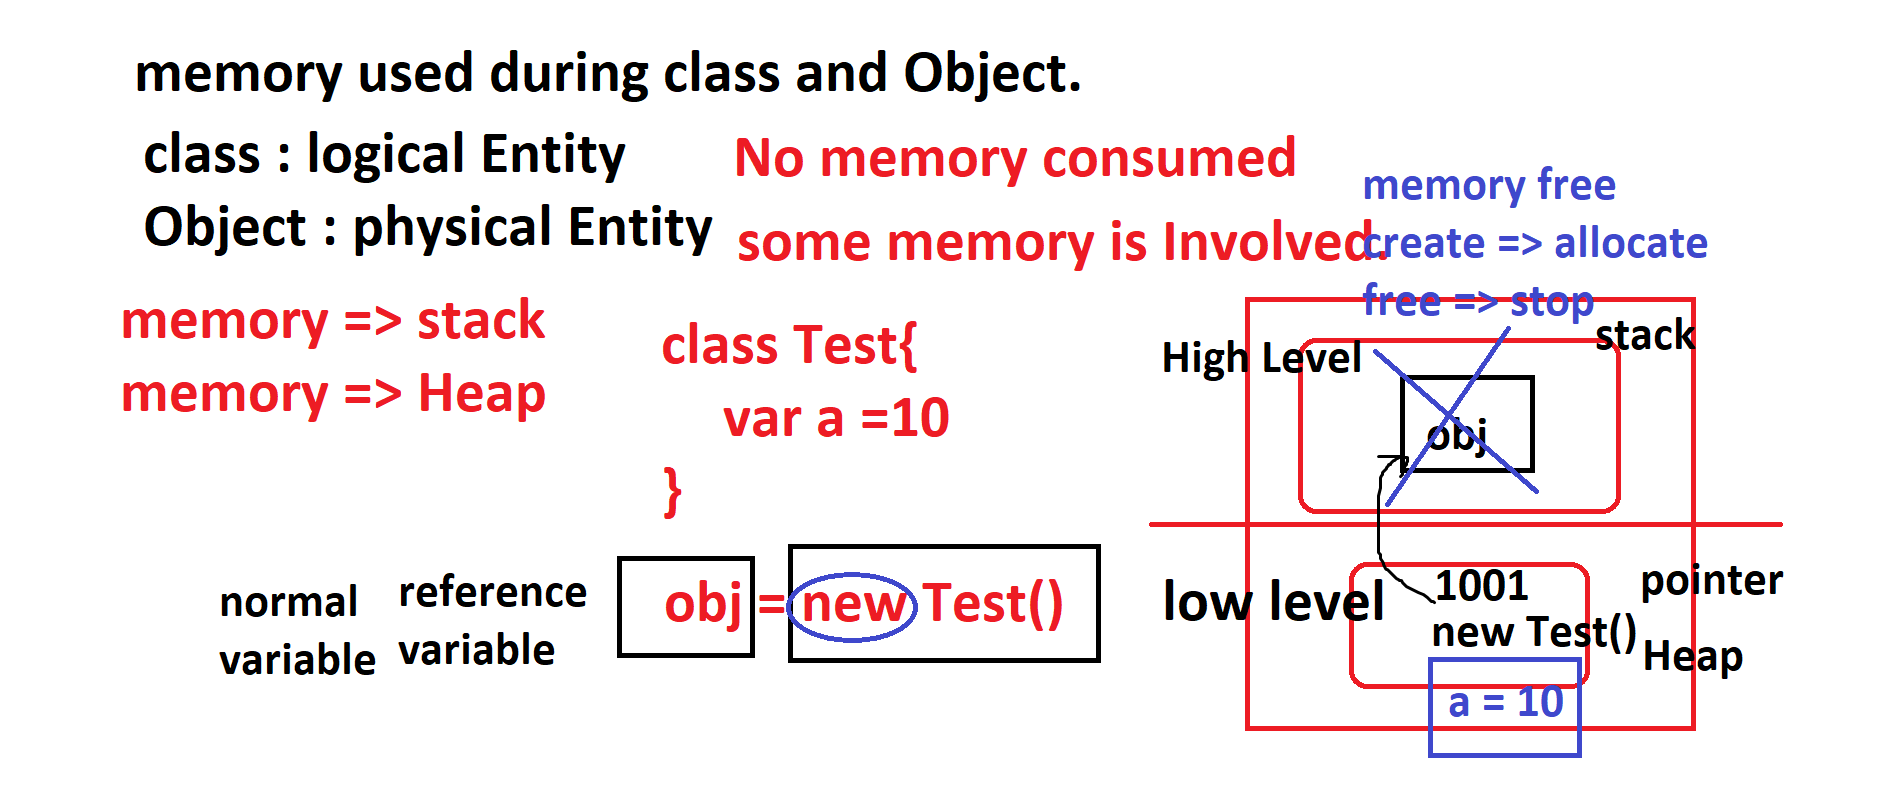 memory used during class and Object.
class : logical Entity
No memory consumed
Object : physical Entity
some memory is Involved.
memory free
create => allocate
free => stop
memory => stack
memory => Heap
class Test{
var a =10
}
normal
variable
reference
variable
obj = new Test()
stack
High Level
obj
low level
1001
new Test()
pointer
Heap
a = 10